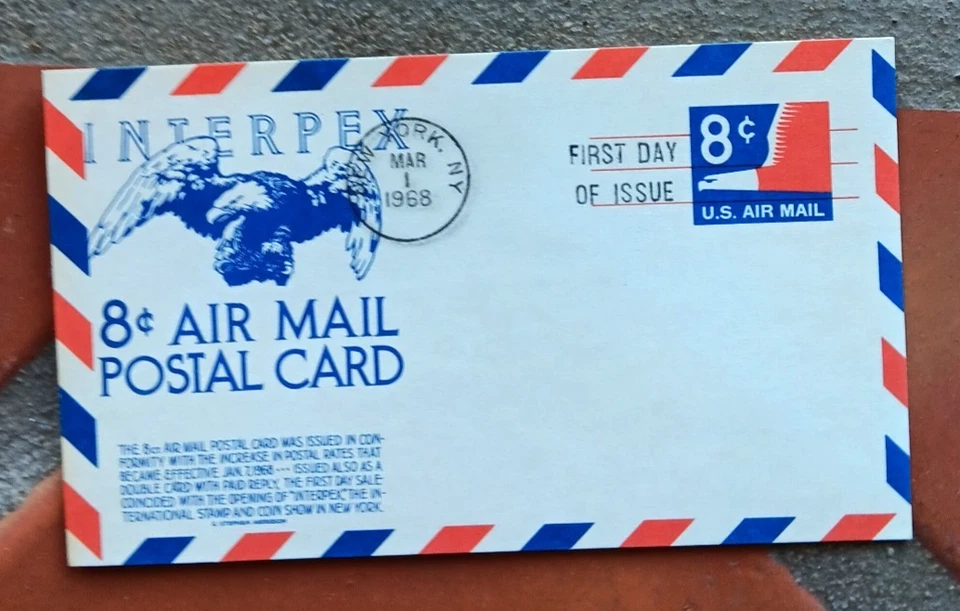 INTERPEX
NEW YORK, NY
MAR
1
1968
FIRST DAY
OF ISSUE
8¢
U.S. AIR MAIL
8¢ AIR MAIL
POSTAL CARD
THE 8¢ AIR MAIL POSTAL CARD WAS ISSUED IN CON-
FORMITY WITH THE INCREASE IN POSTAL RATES THAT
BECAME EFFECTIVE JAN. 7, 1968 --- ISSUED ALSO AS A
DOUBLE CARD WITH PAID REPLY, THE FIRST DAY SALE
COINCIDED WITH THE OPENING OF "INTERPEX," THE IN-
TERNATIONAL STAMP AND COIN SHOW IN NEW YORK.